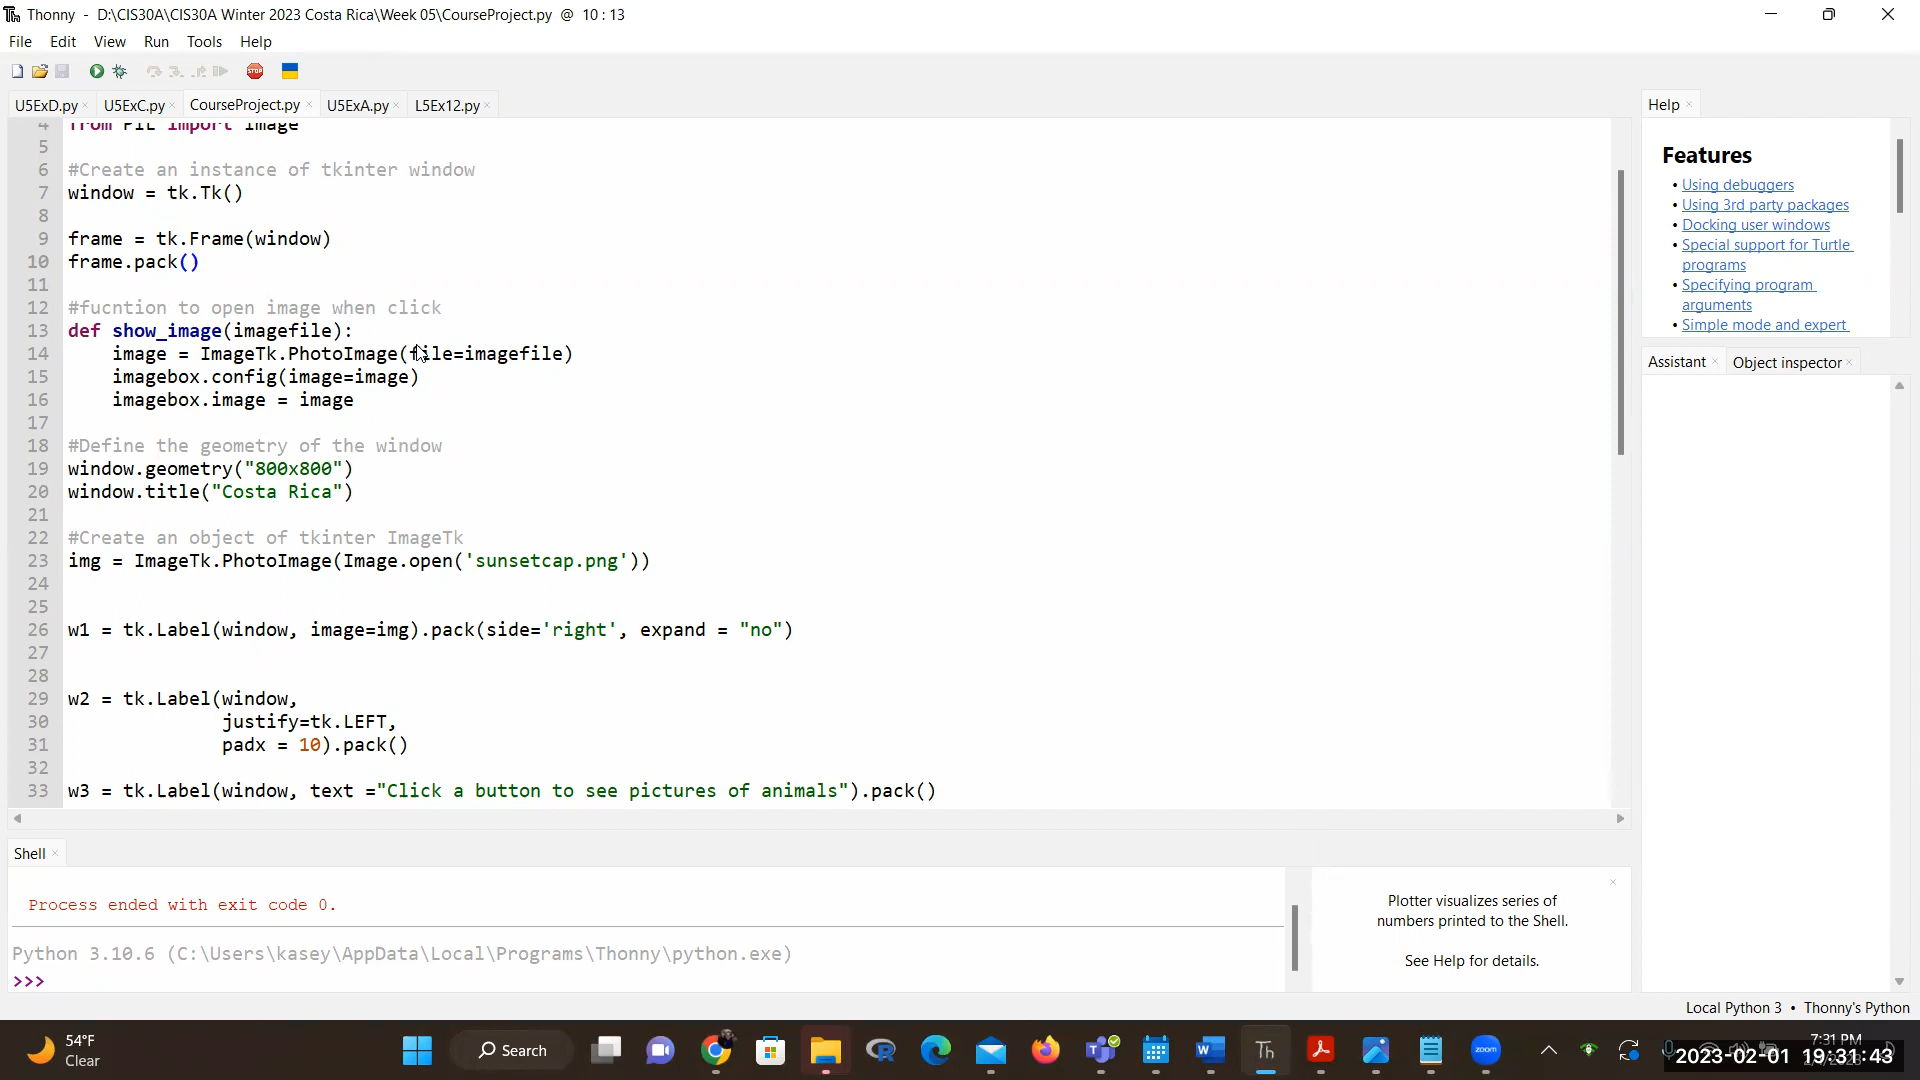 Thonny - D:\CIS30A\CIS30A Winter 2023 Costa Rica\Week 05\CourseProject.py @ 10 : 13
File Edit View Run Tools Help
STOP
U5ExD.py × U5ExC.py × CourseProject.py × U5ExA.py × L5Ex12.py ×
4 from PIL import Image
5
6 #Create an instance of tkinter window
7 window = tk.Tk()
8
9 frame = tk.Frame(window)
10 frame.pack()
11
12 #fucntion to open image when click
13 def show_image(imagefile):
14     image = ImageTk.PhotoImage(file=imagefile)
15     imagebox.config(image=image)
16     imagebox.image = image
17
18 #Define the geometry of the window
19 window.geometry("800x800")
20 window.title("Costa Rica")
21
22 #Create an object of tkinter ImageTk
23 img = ImageTk.PhotoImage(Image.open('sunsetcap.png'))
24
25
26 w1 = tk.Label(window, image=img).pack(side='right', expand = "no")
27
28
29 w2 = tk.Label(window,
30               justify=tk.LEFT,
31               padx = 10).pack()
32
33 w3 = tk.Label(window, text ="Click a button to see pictures of animals").pack()
Shell ×
Process ended with exit code 0.
Python 3.10.6 (C:\Users\kasey\AppData\Local\Programs\Thonny\python.exe)
>>>
Plotter visualizes series of
numbers printed to the Shell.
See Help for details.
Help ×
Features
• Using debuggers
• Using 3rd party packages
• Docking user windows
• Special support for Turtle
programs
• Specifying program
arguments
• Simple mode and expert
Assistant × Object inspector ×
Local Python 3 • Thonny's Python
54°F
Clear
Search
R
W
Th
zoom
7:31 PM
2023-02-01 19:31:43